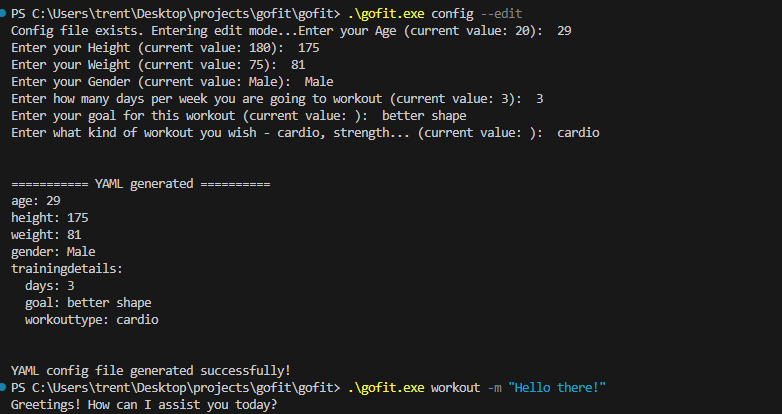 PS C:\Users\trent\Desktop\projects\gofit\gofit> .\gofit.exe config --edit
Config file exists. Entering edit mode...Enter your Age (current value: 20):  29
Enter your Height (current value: 180):  175
Enter your Weight (current value: 75):  81
Enter your Gender (current value: Male):  Male
Enter how many days per week you are going to workout (current value: 3):  3
Enter your goal for this workout (current value: ):  better shape
Enter what kind of workout you wish - cardio, strength... (current value: ):  cardio
=========== YAML generated ==========
age: 29
height: 175
weight: 81
gender: Male
trainingdetails:
  days: 3
  goal: better shape
  workouttype: cardio
YAML config file generated successfully!
PS C:\Users\trent\Desktop\projects\gofit\gofit> .\gofit.exe workout -m "Hello there!"
Greetings! How can I assist you today?